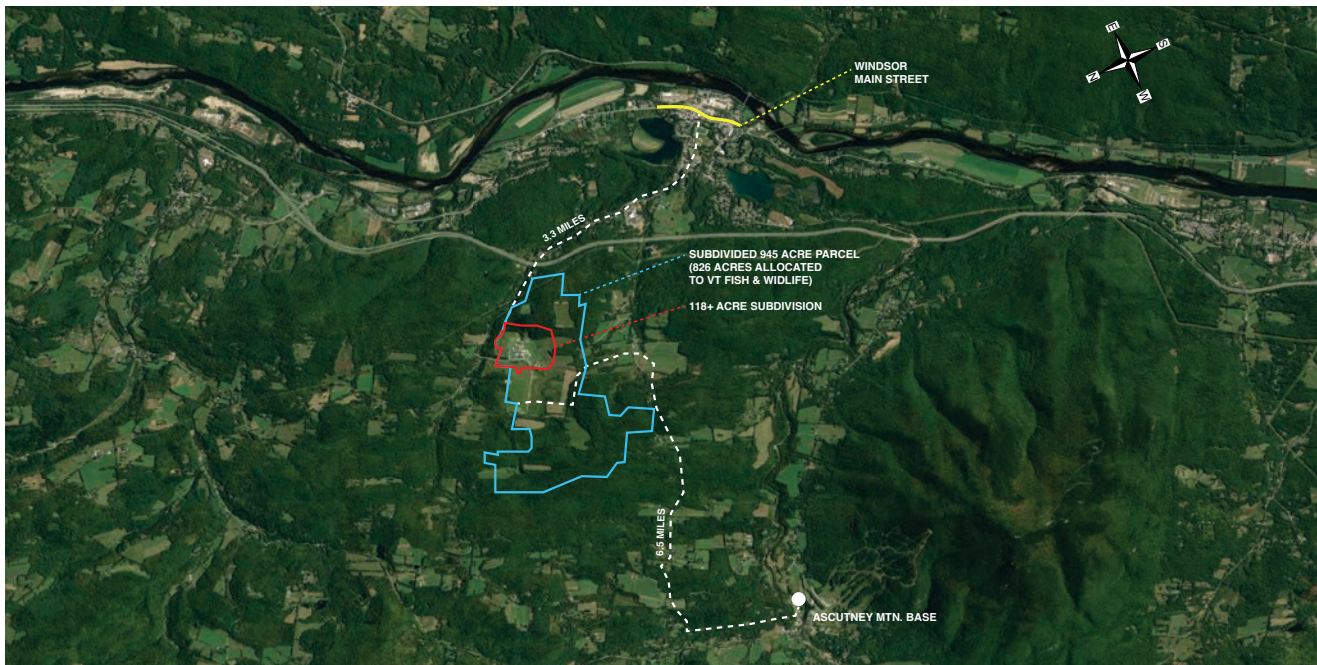 E
S
N
W
WINDSOR
MAIN STREET
3.3 MILES
SUBDIVIDED 945 ACRE PARCEL
(826 ACRES ALLOCATED
TO VT FISH & WIDLIFE)
118+ ACRE SUBDIVISION
6.5 MILES
ASCUTNEY MTN. BASE